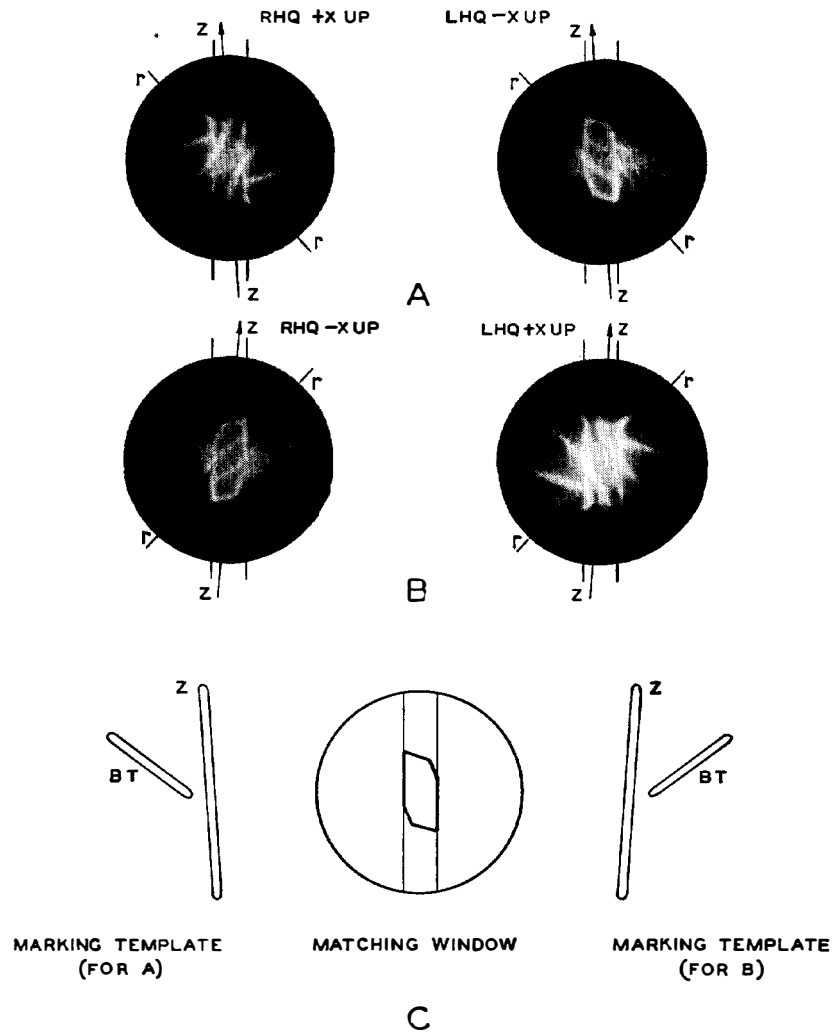 RHQ +X UP
LHQ -X UP
Z
Z
r
r
r
r
Z
Z
A
RHQ -X UP
LHQ +X UP
Z
Z
r
r
r
r
Z
Z
B
Z
Z
BT
BT
MARKING TEMPLATE
(FOR A)
MATCHING WINDOW
MARKING TEMPLATE
(FOR B)
C